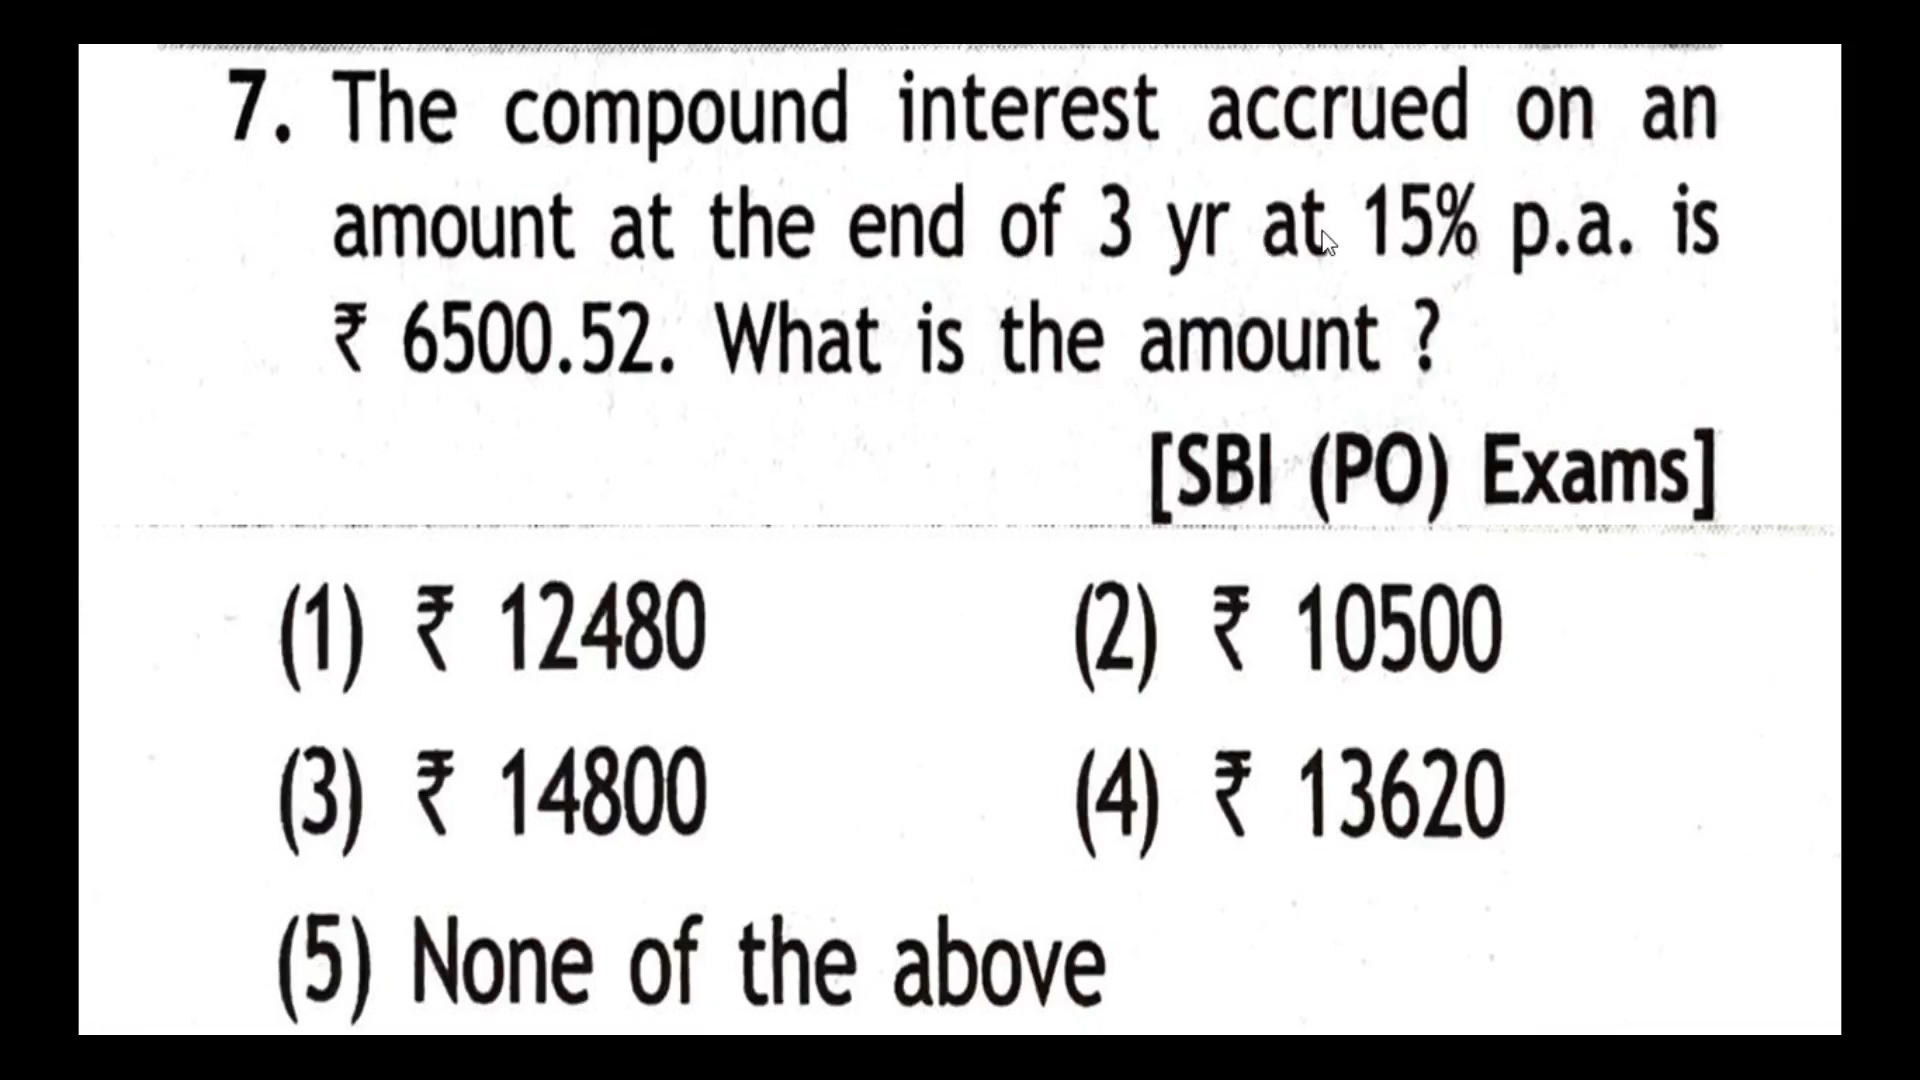 7. The compound interest accrued on an
amount at the end of 3 yr at 15% p.a. is
₹ 6500.52. What is the amount ?
[SBI (PO) Exams]
(1) ₹ 12480 (2) ₹ 10500
(3) ₹ 14800 (4) ₹ 13620
(5) None of the above